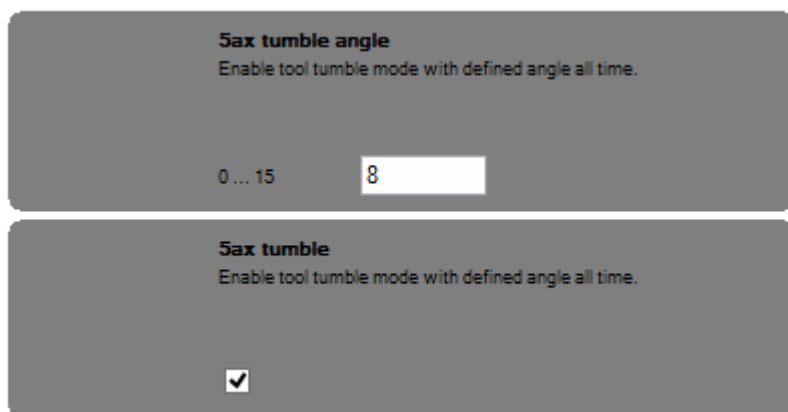 5ax tumble angle
Enable tool tumble mode with defined angle all time.
0 ... 15 8
5ax tumble
Enable tool tumble mode with defined angle all time.